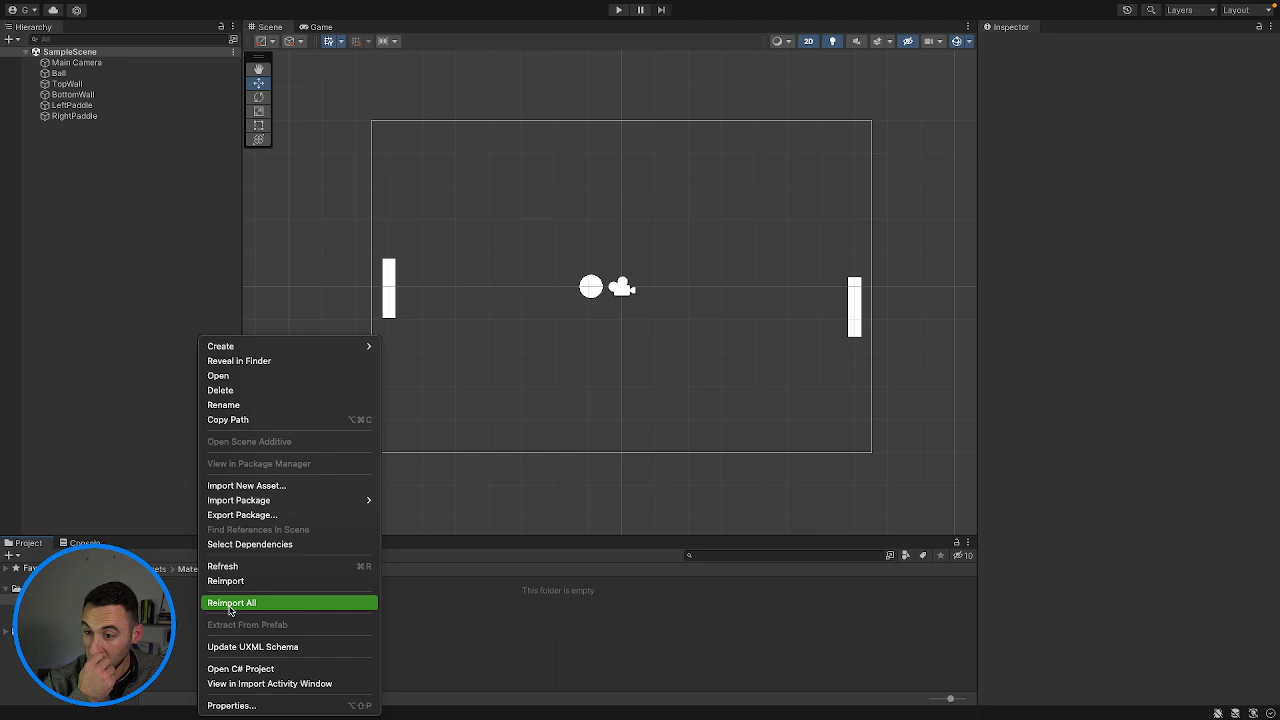 G
Layers
Layout
Hierarchy
Scene
Game
Inspector
All
2D
SampleScene
Main Camera
Ball
TopWall
BottomWall
LeftPaddle
RightPaddle
Create
Reveal in Finder
Open
Delete
Rename
Copy Path ⌥⌘C
Open Scene Additive
View in Package Manager
Import New Asset...
Import Package
Export Package...
Find References In Scene
Select Dependencies
Refresh ⌘R
Reimport
Reimport All
Extract From Prefab
Update UXML Schema
Open C# Project
View in Import Activity Window
Properties... ⌥⇧P
Project
Console
10
This folder is empty